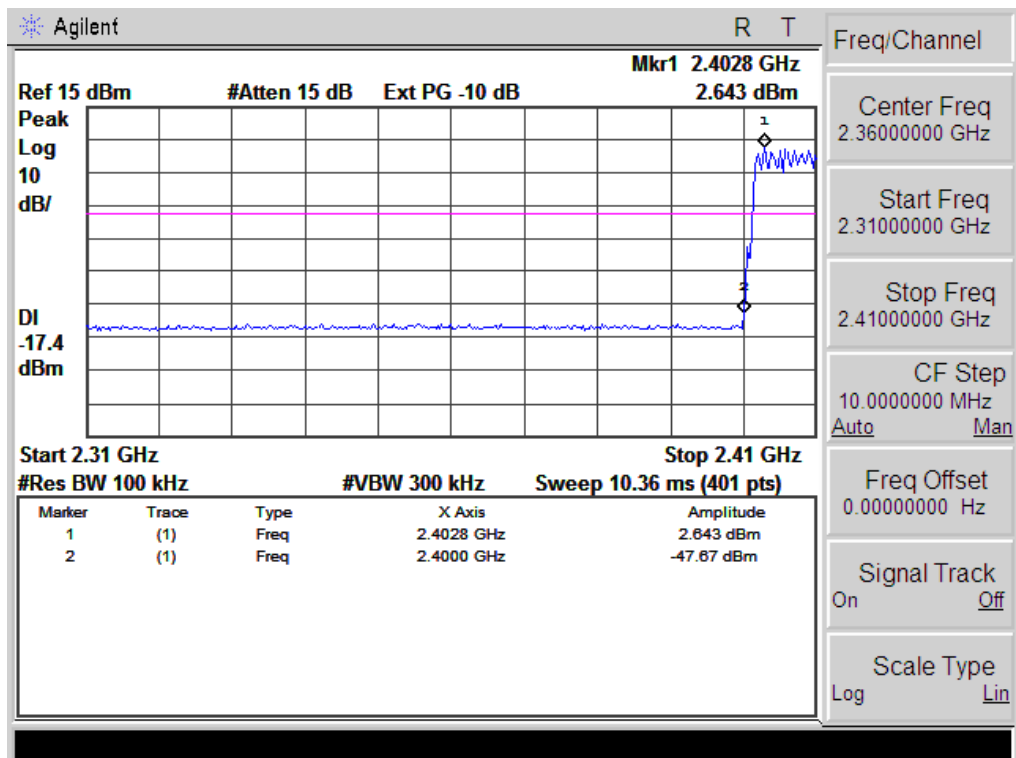 Agilent R T
Mkr1 2.4028 GHz
Ref 15 dBm #Atten 15 dB Ext PG -10 dB 2.643 dBm
Peak
Log
10
dB/
1
2
DI
-17.4
dBm
Start 2.31 GHz Stop 2.41 GHz
#Res BW 100 kHz #VBW 300 kHz Sweep 10.36 ms (401 pts)
Marker Trace Type X Axis Amplitude
1 (1) Freq 2.4028 GHz 2.643 dBm
2 (1) Freq 2.4000 GHz -47.67 dBm
Freq/Channel
Center Freq
2.36000000 GHz
Start Freq
2.31000000 GHz
Stop Freq
2.41000000 GHz
CF Step
10.0000000 MHz
Auto Man
Freq Offset
0.00000000 Hz
Signal Track
On Off
Scale Type
Log Lin